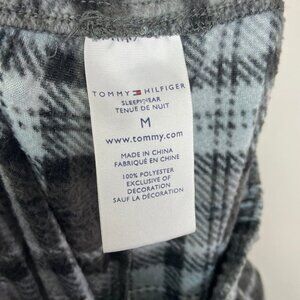 TOMMY HILFIGER
SLEEPWEAR
TENUE DE NUIT
M
www.tommy.com
MADE IN CHINA
FABRIQUÉ EN CHINE
100% POLYESTER
EXCLUSIVE OF
DECORATION
SAUF LA DÉCORATION